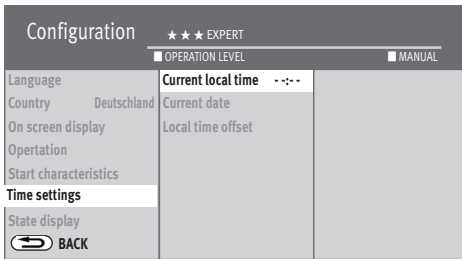 Configuration ★★★ EXPERT
OPERATION LEVEL MANUAL
Language Current local time --:--
Country Deutschland Current date
On screen display Local time offset
Opertation
Start characteristics
Time settings
State display
BACK